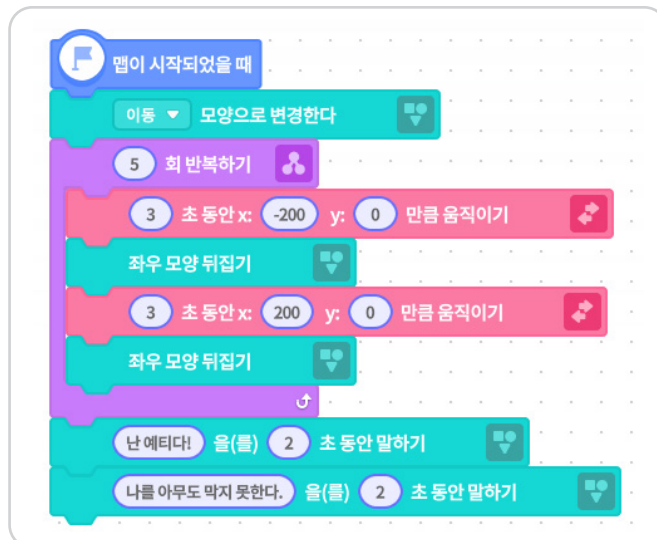 맵이 시작되었을 때
이동 모양으로 변경한다
5 회 반복하기
3 초 동안 x: -200 y: 0 만큼 움직이기
좌우 모양 뒤집기
3 초 동안 x: 200 y: 0 만큼 움직이기
좌우 모양 뒤집기
난 예티다! 을(를) 2 초 동안 말하기
나를 아무도 막지 못한다. 을(를) 2 초 동안 말하기